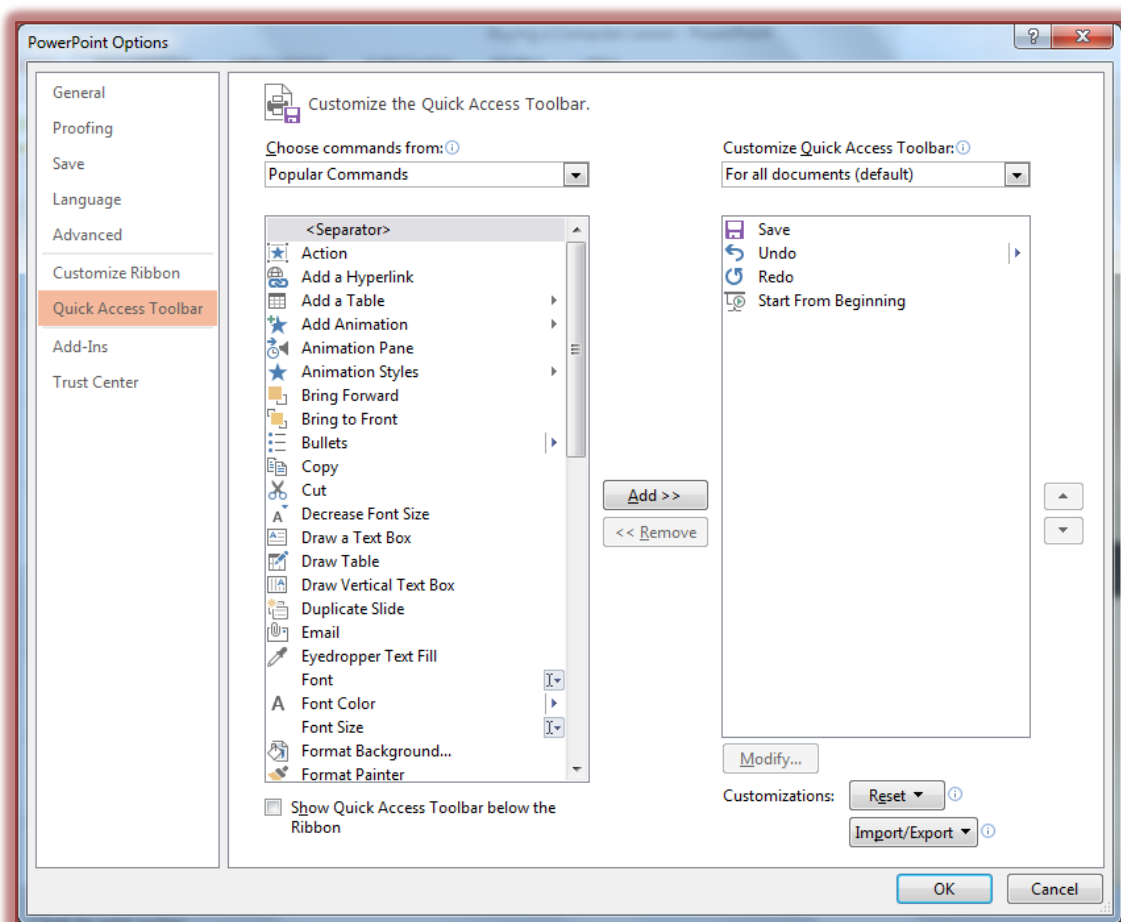 Buying a Computer Lesson - PowerPoint
PowerPoint Options
?
General
Proofing
Save
Language
Advanced
Customize Ribbon
Quick Access Toolbar
Add-Ins
Trust Center
Customize the Quick Access Toolbar.
Choose commands from:
Popular Commands
<Separator>
Action
Add a Hyperlink
Add a Table
Add Animation
Animation Pane
Animation Styles
Bring Forward
Bring to Front
Bullets
Copy
Cut
Decrease Font Size
Draw a Text Box
Draw Table
Draw Vertical Text Box
Duplicate Slide
Email
Eyedropper Text Fill
Font
Font Color
Font Size
Format Background...
Format Painter
Show Quick Access Toolbar below the
Ribbon
Add >>
<< Remove
Customize Quick Access Toolbar:
For all documents (default)
Save
Undo
Redo
Start From Beginning
Modify...
Customizations:
Reset
Import/Export
OK
Cancel